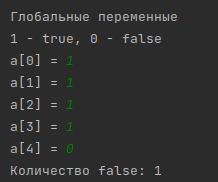 Глобальные переменные
1 - true, 0 - false
a[0] = 1
a[1] = 1
a[2] = 1
a[3] = 1
a[4] = 0
Количество false: 1